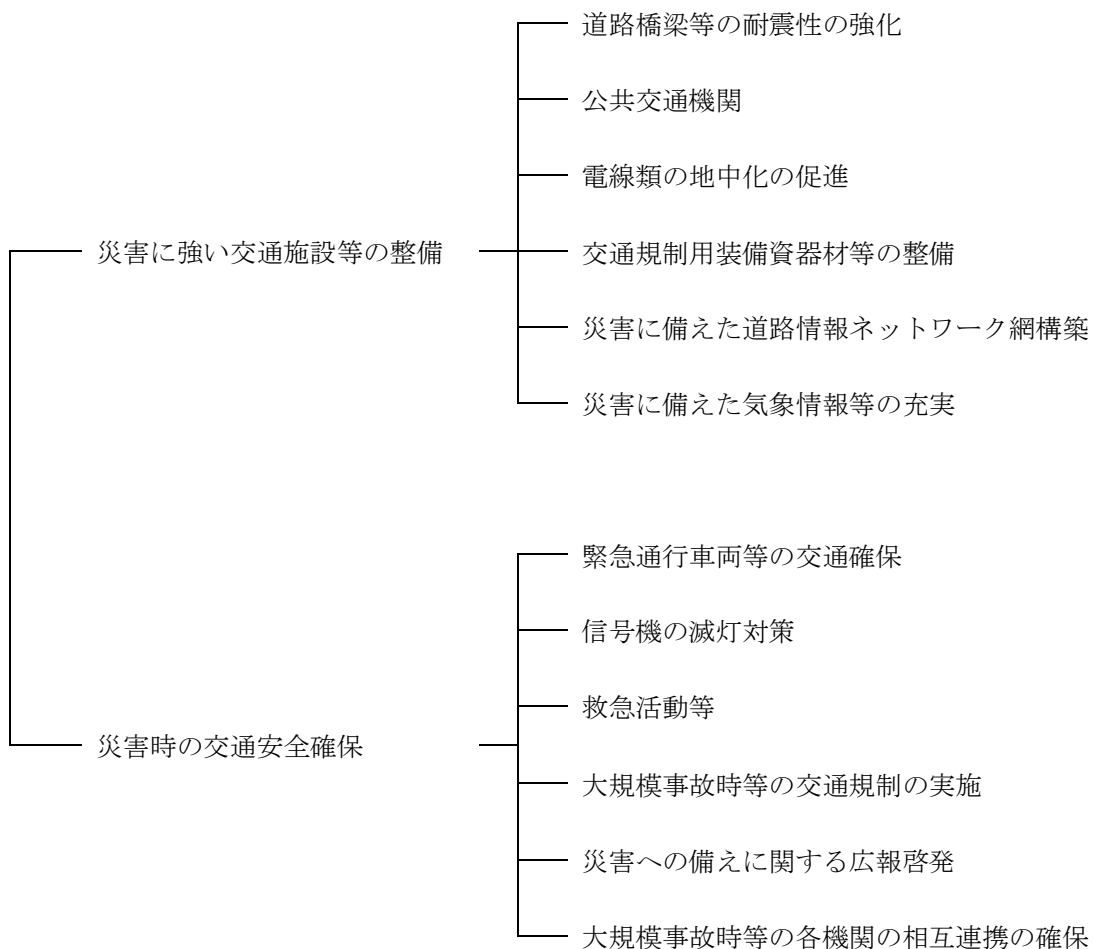 道路橋梁等の耐震性の強化
公共交通機関
電線類の地中化の促進
災害に強い交通施設等の整備
交通規制用装備資器材等の整備
災害に備えた道路情報ネットワーク網構築
災害に備えた気象情報等の充実
緊急通行車両等の交通確保
信号機の滅灯対策
救急活動等
災害時の交通安全確保
大規模事故時等の交通規制の実施
災害への備えに関する広報啓発
大規模事故時等の各機関の相互連携の確保